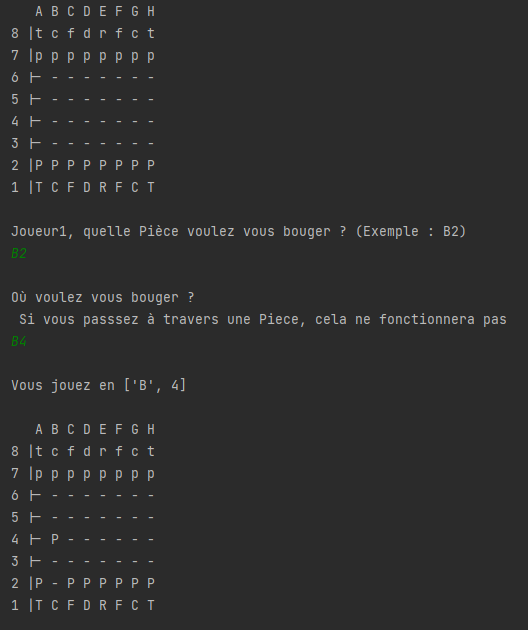 A B C D E F G H
8 |t c f d r f c t
7 |p p p p p p p p
6 |- - - - - - - -
5 |- - - - - - - -
4 |- - - - - - - -
3 |- - - - - - - -
2 |P P P P P P P P
1 |T C F D R F C T
Joueur1, quelle Pièce voulez vous bouger ? (Exemple : B2)
B2
Où voulez vous bouger ?
Si vous passsez à travers une Piece, cela ne fonctionnera pas
B4
Vous jouez en ['B', 4]
A B C D E F G H
8 |t c f d r f c t
7 |p p p p p p p p
6 |- - - - - - - -
5 |- - - - - - - -
4 |- P - - - - - -
3 |- - - - - - - -
2 |P - P P P P P P
1 |T C F D R F C T